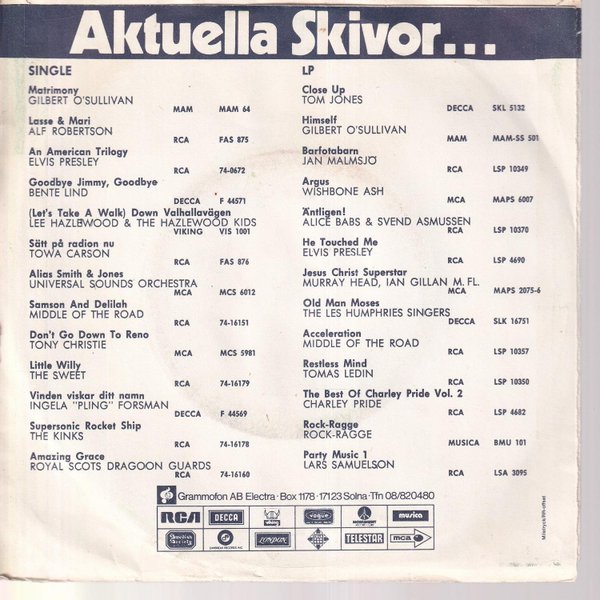 Aktuella Skivor...
SINGLE
Matrimony
GILBERT O'SULLIVAN
MAM MAM 64
Lasse & Mari
ALF ROBERTSON
RCA FAS 875
An American Trilogy
ELVIS PRESLEY
RCA 74-0672
Goodbye Jimmy, Goodbye
BENTE LIND
DECCA F 44571
(Let's Take A Walk) Down Valhallavägen
LEE HAZLEWOOD & THE HAZLEWOOD KIDS
VIKING VIS 1001
Sätt på radion nu
TOWA CARSON
RCA FAS 876
Alias Smith & Jones
UNIVERSAL SOUNDS ORCHESTRA
MCA MCS 6012
Samson And Delilah
MIDDLE OF THE ROAD
RCA 74-16151
Don't Go Down To Reno
TONY CHRISTIE
MCA MCS 5981
Little Willy
THE SWEET
RCA 74-16179
Vinden viskar ditt namn
INGELA "PLING" FORSMAN
DECCA F 44569
Supersonic Rocket Ship
THE KINKS
RCA 74-16178
Amazing Grace
ROYAL SCOTS DRAGOON GUARDS
RCA 74-16160
LP
Close Up
TOM JONES
DECCA SKL 5132
Himself
GILBERT O'SULLIVAN
MAM MAM-SS 501
Barfotabarn
JAN MALMSJÖ
RCA LSP 10349
Argus
WISHBONE ASH
MCA MAPS 6007
Äntligen!
ALICE BABS & SVEND ASMUSSEN
RCA LSP 10370
He Touched Me
ELVIS PRESLEY
RCA LSP 4690
Jesus Christ Superstar
MURRAY HEAD, IAN GILLAN M. FL.
MCA MAPS 2075-6
Old Man Moses
THE LES HUMPHRIES SINGERS
DECCA SLK 16751
Acceleration
MIDDLE OF THE ROAD
RCA LSP 10357
Restless Mind
TOMAS LEDIN
RCA LSP 10350
The Best Of Charley Pride Vol. 2
CHARLEY PRIDE
RCA LSP 4682
Rock-Ragge
ROCK-RAGGE
MUSICA BMU 101
Party Music 1
LARS SAMUELSON
RCA LSA 3095
Grammofon AB Electra · Box 1178 · 17123 Solna · Tfn 08/820480
RCA DECCA viking vogue musica
Swedish Society LONDON TELESTAR mca